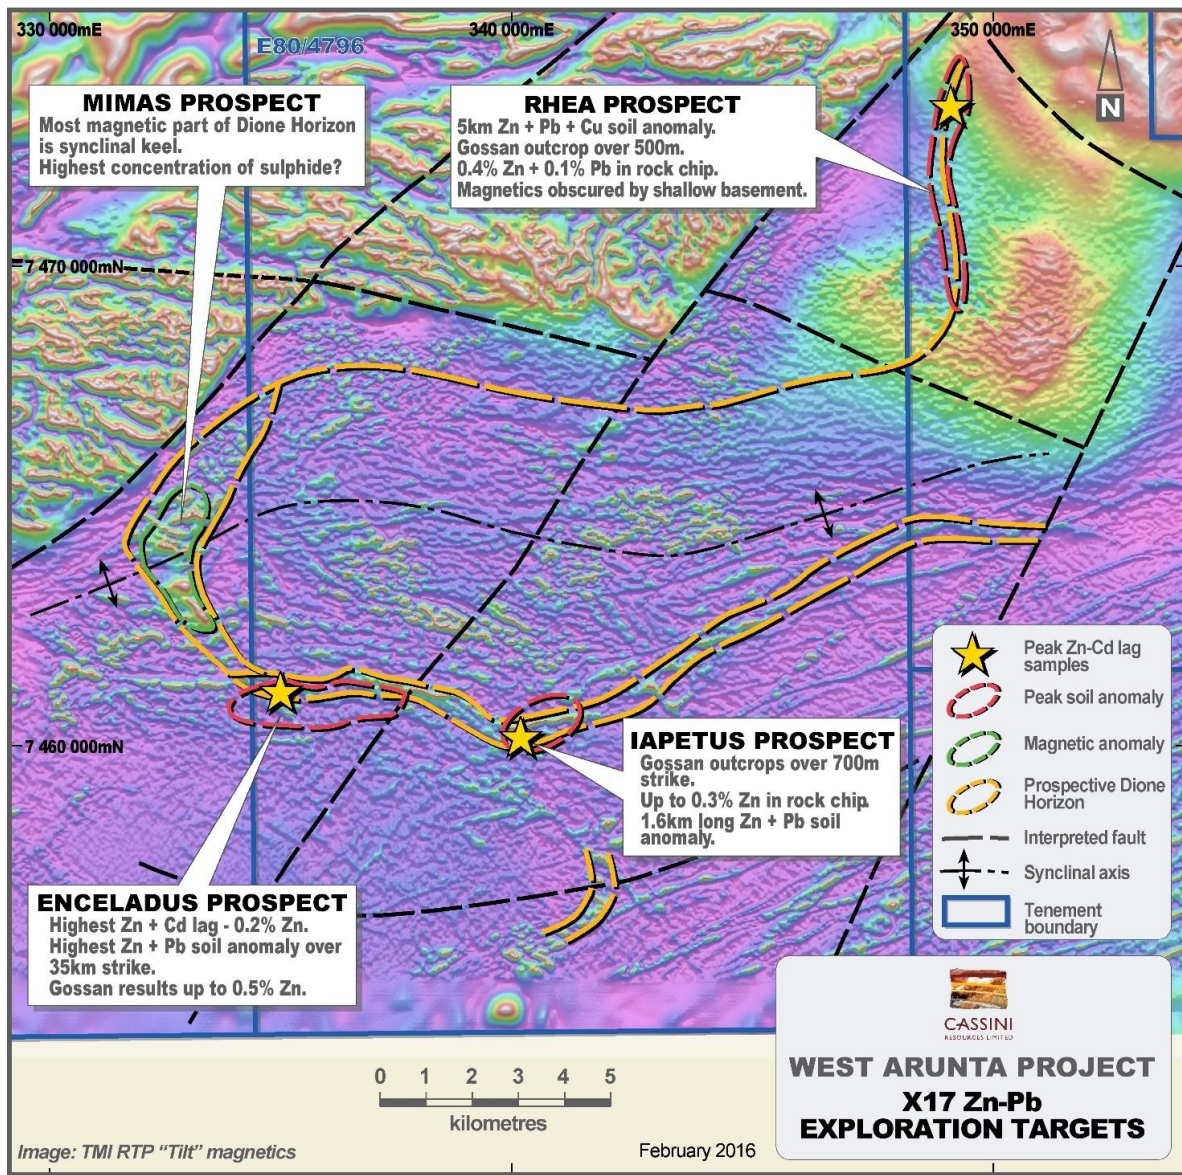 330 000mE
340 000mE
350 000mE
E80/4796
MIMAS PROSPECT
Most magnetic part of Dione Horizon
is synclinal keel.
Highest concentration of sulphide?
RHEA PROSPECT
5km Zn + Pb + Cu soil anomaly.
Gossan outcrop over 500m.
0.4% Zn + 0.1% Pb in rock chip.
Magnetics obscured by shallow basement.
N
7 470 000mN
7 460 000mN
IAPETUS PROSPECT
Gossan outcrops over 700m
strike.
Up to 0.3% Zn in rock chip.
1.6km long Zn + Pb soil
anomaly.
ENCELADUS PROSPECT
Highest Zn + Cd lag - 0.2% Zn.
Highest Zn + Pb soil anomaly over
35km strike.
Gossan results up to 0.5% Zn.
Peak Zn-Cd lag
samples
Peak soil anomaly
Magnetic anomaly
Prospective Dione
Horizon
Interpreted fault
Synclinal axis
Tenement
boundary
CASSINI
RESOURCES LIMITED
WEST ARUNTA PROJECT
X17 Zn-Pb
EXPLORATION TARGETS
0 1 2 3 4 5
kilometres
Image: TMI RTP “Tilt” magnetics
February 2016